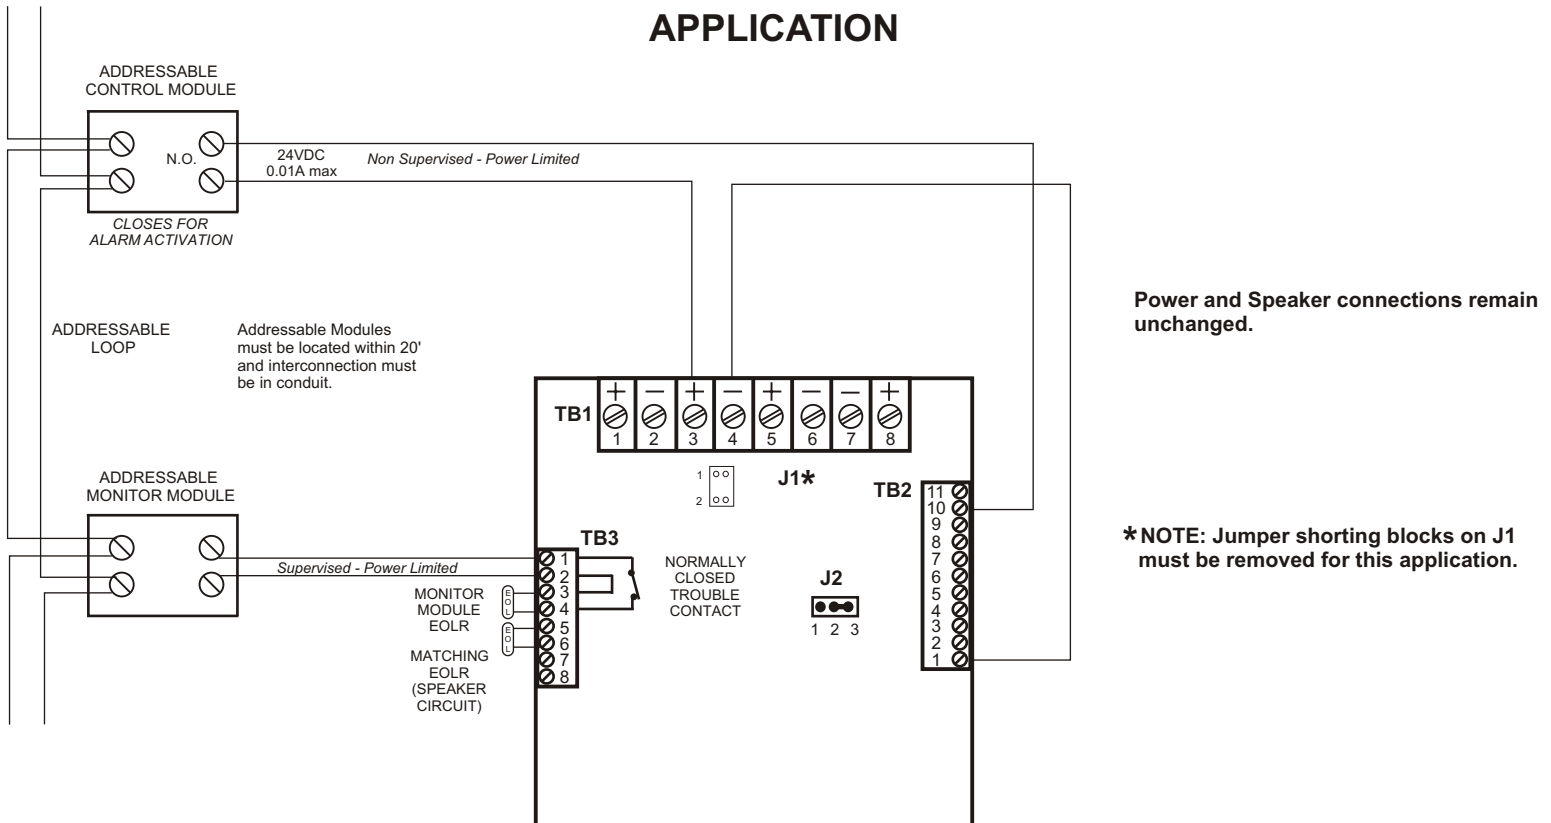 APPLICATION
ADDRESSABLE
CONTROL MODULE
N.O.
24VDC
0.01A max
Non Supervised - Power Limited
CLOSES FOR
ALARM ACTIVATION
ADDRESSABLE
LOOP
Addressable Modules
must be located within 20'
and interconnection must
be in conduit.
Power and Speaker connections remain
unchanged.
TB1
+ − + − + − − +
1 2 3 4 5 6 7 8
J1*
1
2
ADDRESSABLE
MONITOR MODULE
Supervised - Power Limited
TB2
11
10
9
8
7
6
5
4
3
2
1
*NOTE: Jumper shorting blocks on J1
must be removed for this application.
TB3
1
2
3
4
5
6
7
8
NORMALLY
CLOSED
TROUBLE
CONTACT
J2
1 2 3
MONITOR
MODULE
EOLR
EOL
MATCHING
EOLR
(SPEAKER
CIRCUIT)
EOL